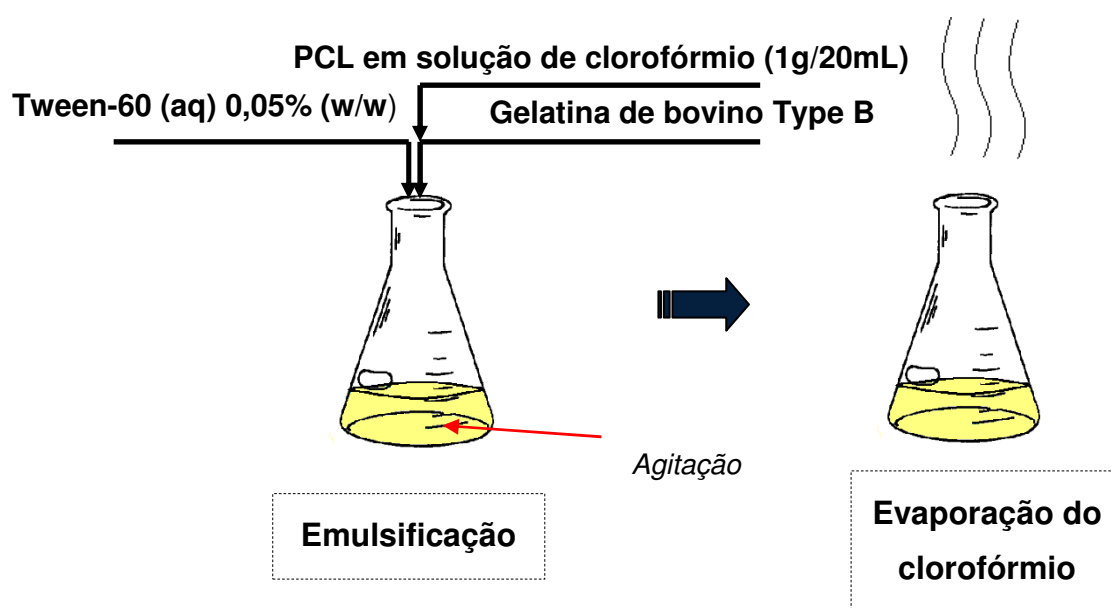 PCL em solução de clorofórmio (1g/20mL)
Tween-60 (aq) 0,05% (w/w)
Gelatina de bovino Type B
Agitação
Emulsificação
Evaporação do
clorofórmio